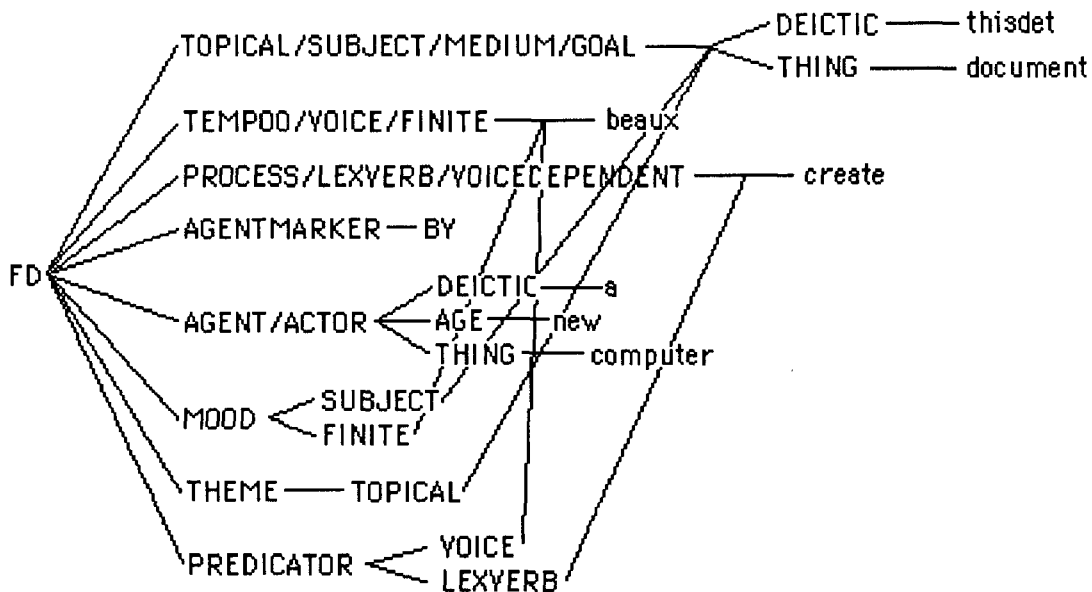 DEICTIC thisdet
TOPICAL/SUBJECT/MEDIUM/GOAL
THING document
TEMPO0/VOICE/FINITE beaux
PROCESS/LEXVERB/VOICEDEPENDENT create
AGENTMARKER BY
FD
DEICTIC a
AGENT/ACTOR AGE new
THING computer
SUBJECT
MOOD
FINITE
THEME TOPICAL
VOICE
PREDICATOR
LEXVERB